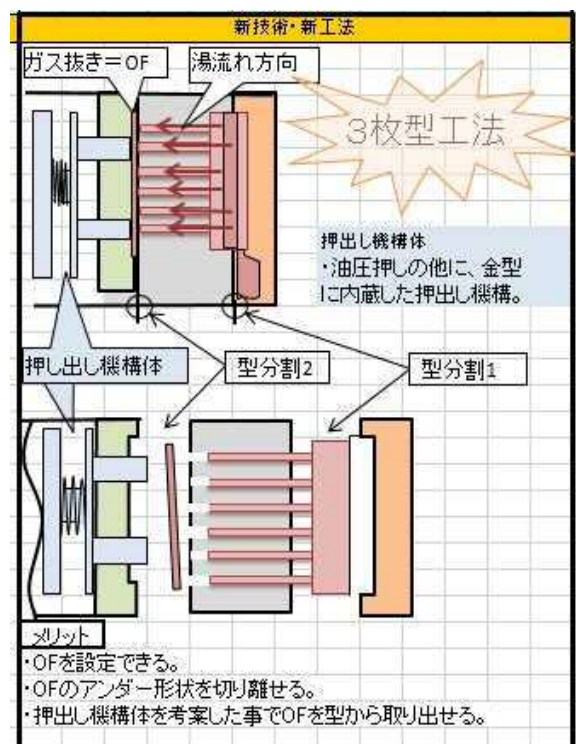 新技術・新工法
ガス抜き＝OF
湯流れ方向
3枚型工法
押出し機構体
・油圧押しの他に、金型
に内蔵した押出し機構。
押し出し機構体
型分割2
型分割1
メリット
・OFを設定できる。
・OFのアンダー形状を切り離せる。
・押出し機構体を考案した事でOFを型から取り出せる。